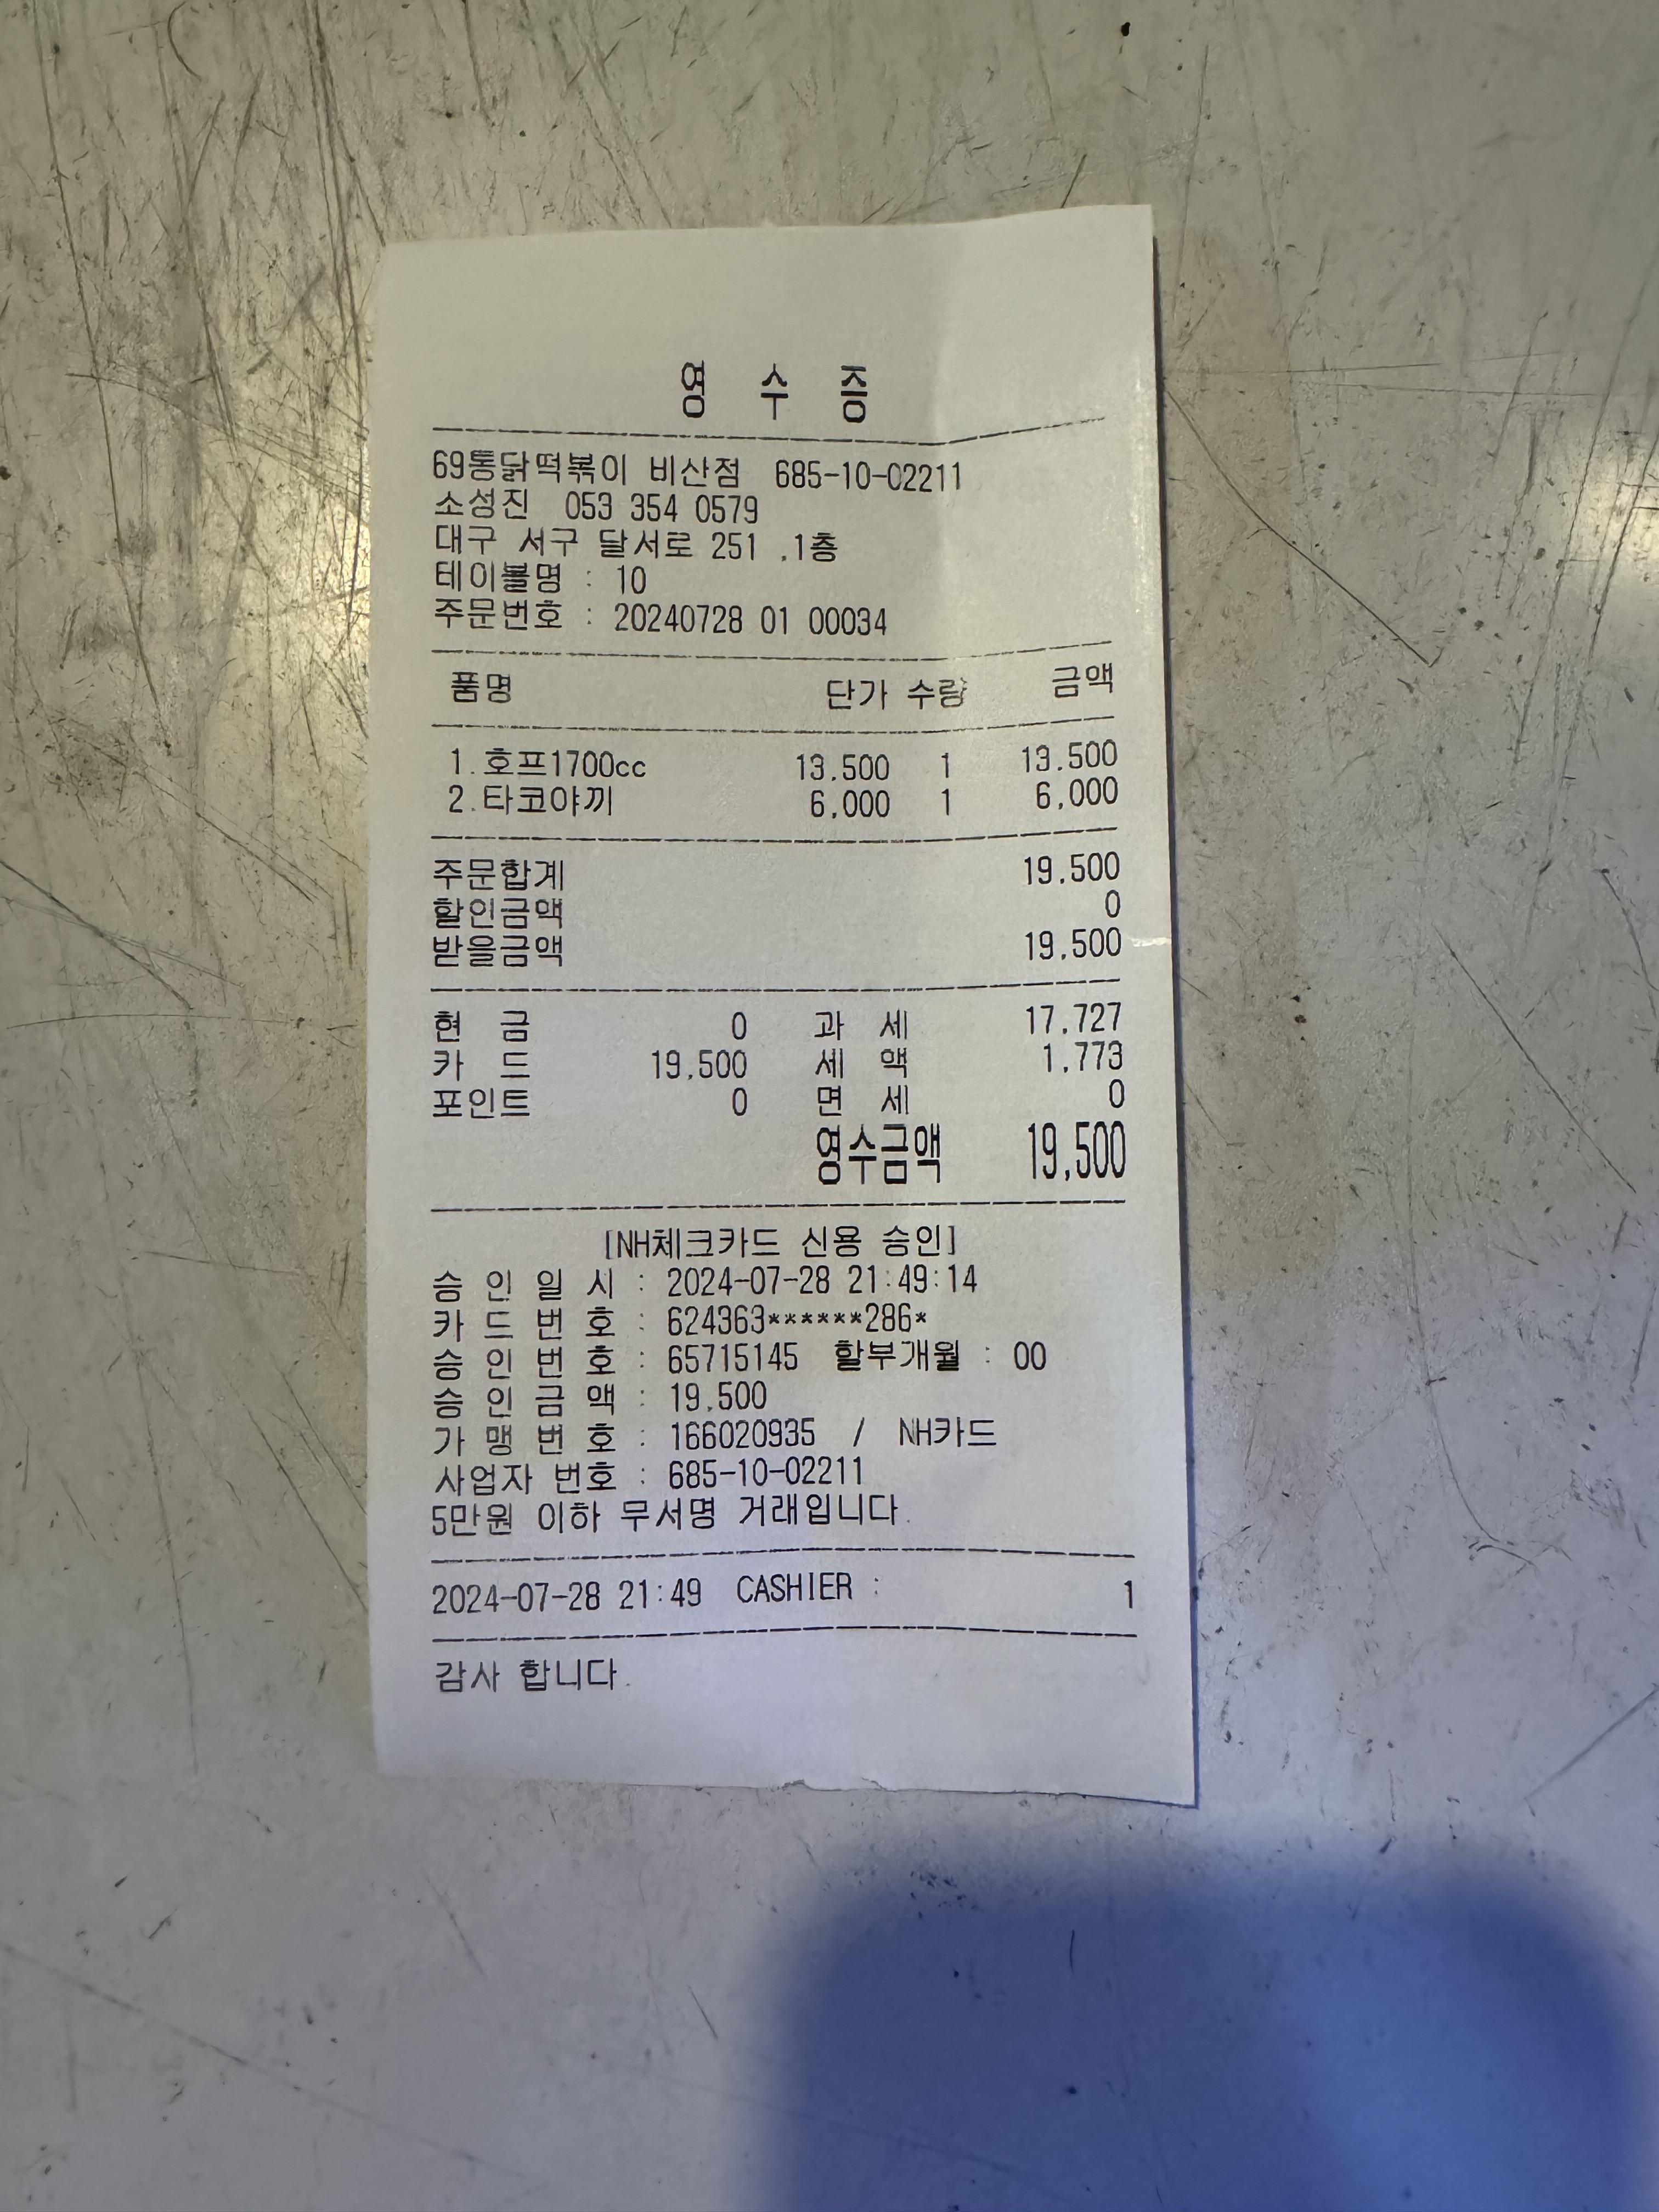 영 수 증
69통닭떡볶이 비산점 685-10-02211
소성진 053 354 0579
대구 서구 달서로 251 ,1층
테이블명 : 10
주문번호 : 20240728 01 00034
품명 단가 수량 금액
1.호프1700cc 13,500 1 13,500
2.타코야끼 6,000 1 6,000
주문합계 19,500
할인금액 0
받을금액 19,500
현 금 0 과 세 17,727
카 드 19,500 세 액 1,773
포인트 0 면 세 0
영수금액 19,500
[NH체크카드 신용 승인]
승 인 일 시 : 2024-07-28 21:49:14
카 드 번 호 : 624363******286*
승 인 번 호 : 65715145 할부개월 : 00
승 인 금 액 : 19,500
가 맹 번 호 : 166020935 / NH카드
사업자 번호 : 685-10-02211
5만원 이하 무서명 거래입니다.
2024-07-28 21:49 CASHIER : 1
감사 합니다.